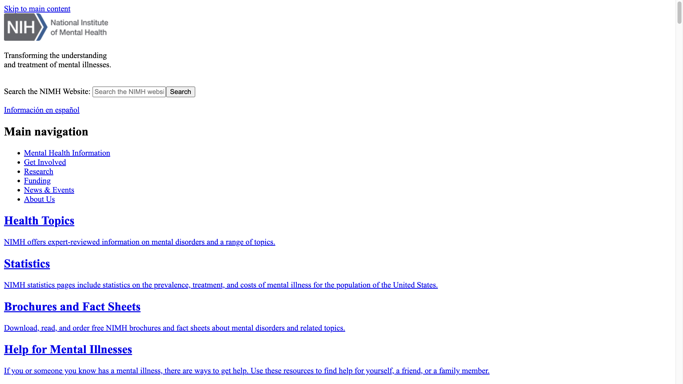 Skip to main content
NIH National Institute
of Mental Health
Transforming the understanding
and treatment of mental illnesses.
Search the NIMH Website: Search the NIMH websi Search
Información en español
Main navigation
Mental Health Information
Get Involved
Research
Funding
News & Events
About Us
Health Topics
NIMH offers expert-reviewed information on mental disorders and a range of topics.
Statistics
NIMH statistics pages include statistics on the prevalence, treatment, and costs of mental illness for the population of the United States.
Brochures and Fact Sheets
Download, read, and order free NIMH brochures and fact sheets about mental disorders and related topics.
Help for Mental Illnesses
If you or someone you know has a mental illness, there are ways to get help. Use these resources to find help for yourself, a friend, or a family member.